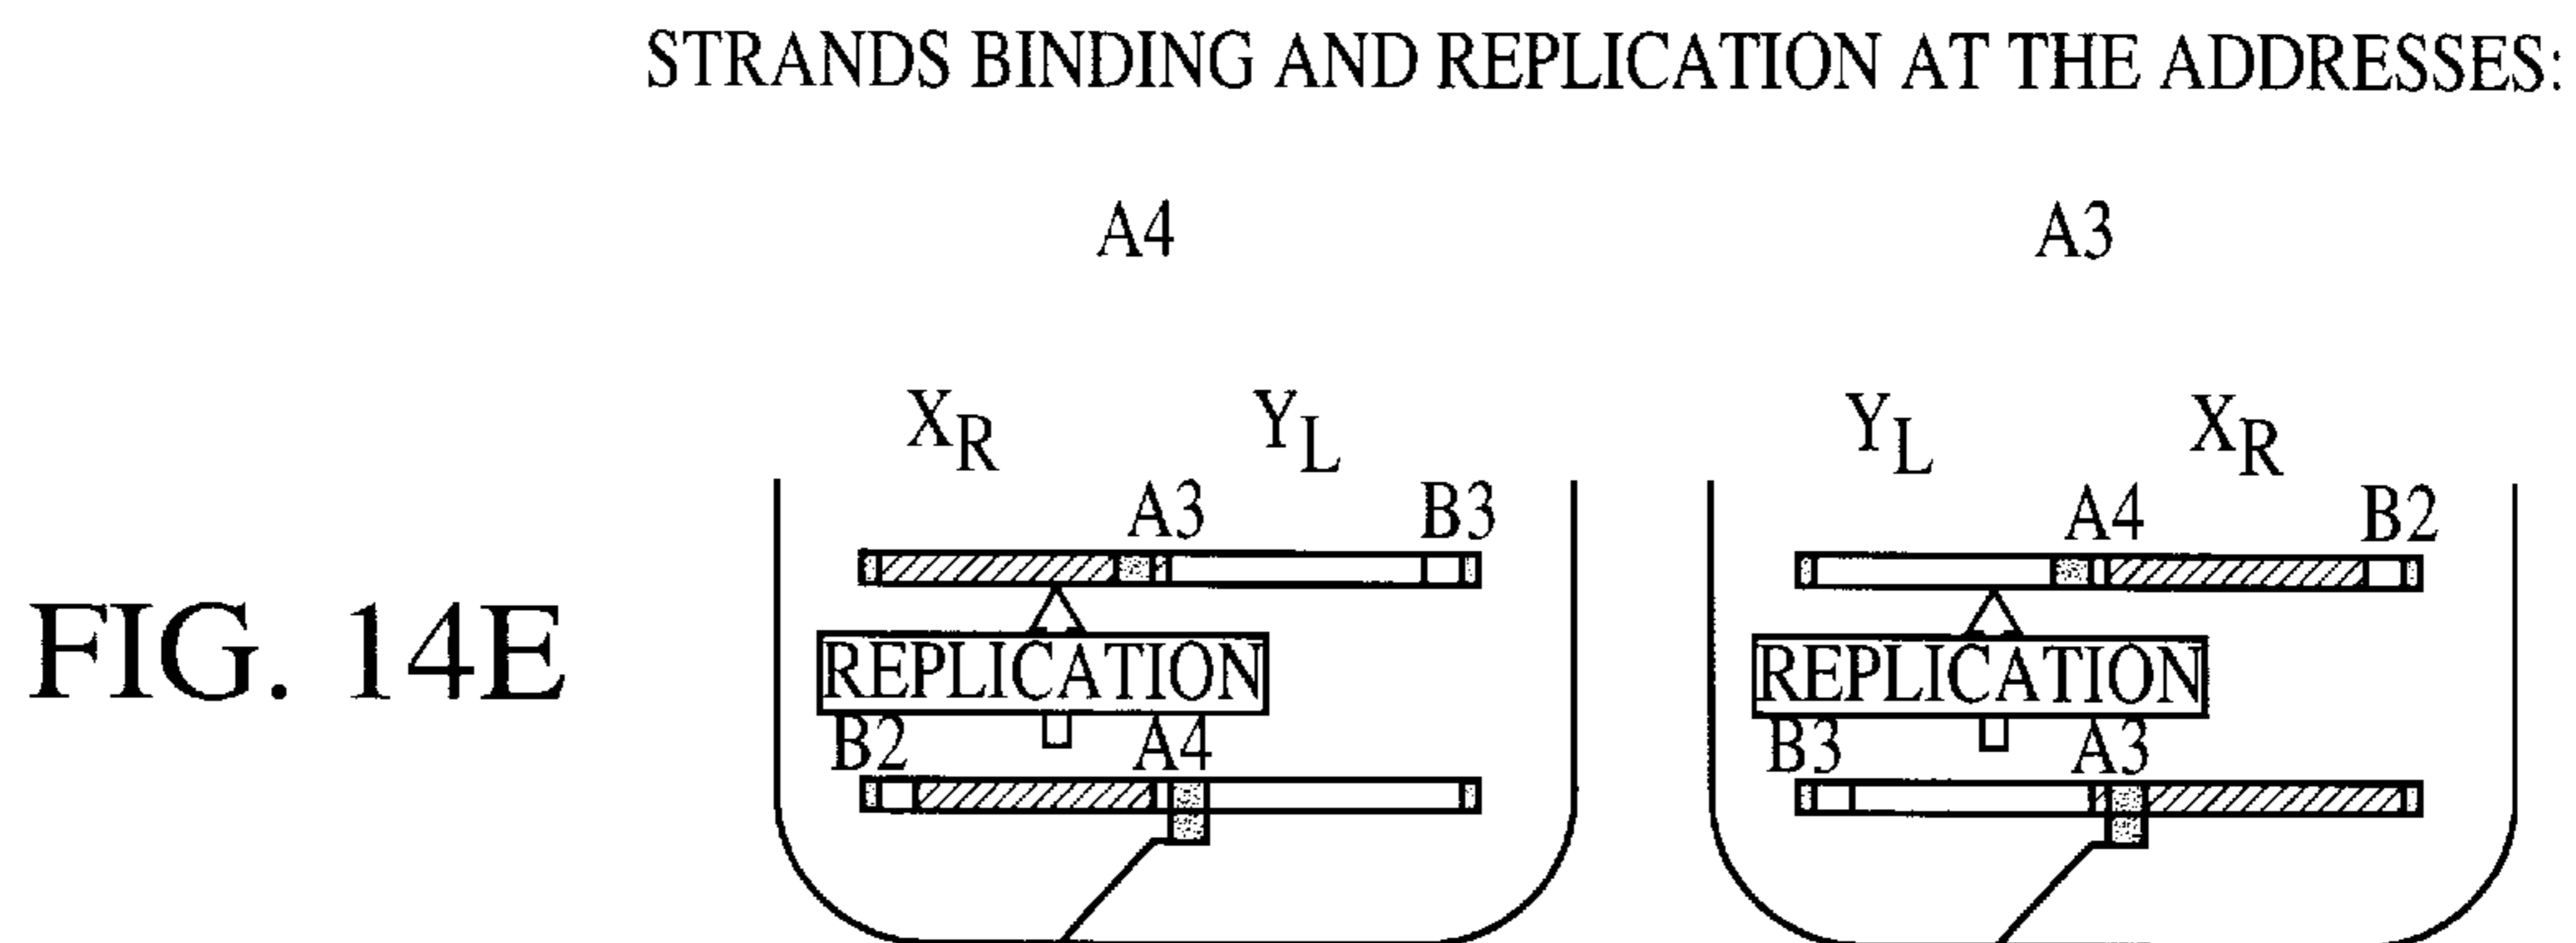 STRANDS BINDING AND REPLICATION AT THE ADDRESSES:
A4 A3
XR YL YL XR
A3 B3 A4 B2
FIG. 14E
REPLICATION REPLICATION
B2 A4 B3 A3